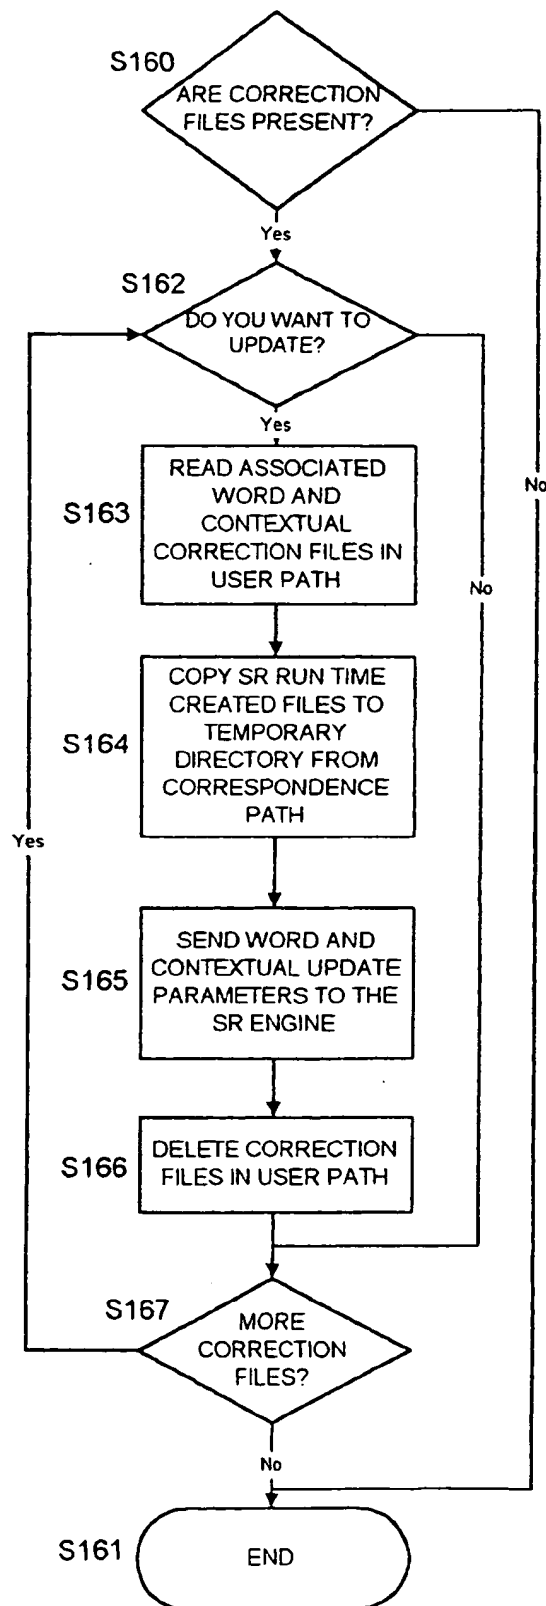 S160
ARE CORRECTION
FILES PRESENT?
Yes
S162
DO YOU WANT TO
UPDATE?
Yes
No
S163
READ ASSOCIATED
WORD AND
CONTEXTUAL
CORRECTION FILES IN
USER PATH
No
S164
COPY SR RUN TIME
CREATED FILES TO
TEMPORARY
DIRECTORY FROM
CORRESPONDENCE
PATH
Yes
S165
SEND WORD AND
CONTEXTUAL UPDATE
PARAMETERS TO THE
SR ENGINE
S166
DELETE CORRECTION
FILES IN USER PATH
S167
MORE
CORRECTION
FILES?
No
S161
END